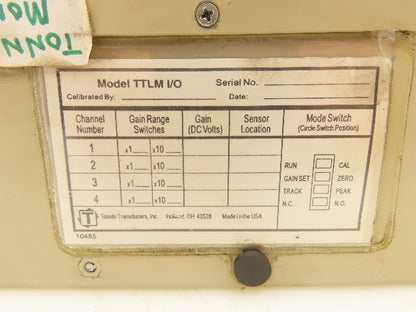 TONN
Mon
Model TTLM I/O Serial No.
Calibrated By: Date:
Channel Number Gain Range Switches Gain (DC Volts) Sensor Location Mode Switch (Circle Switch Position)
1 x1 x10
2 x1 x10
3 x1 x10
4 x1 x10
RUN CAL
GAIN SET ZERO
TRACK PEAK
N.C. N.O.
T Toledo Transducers, Inc. Holland, OH 43528 Made in the USA
10485